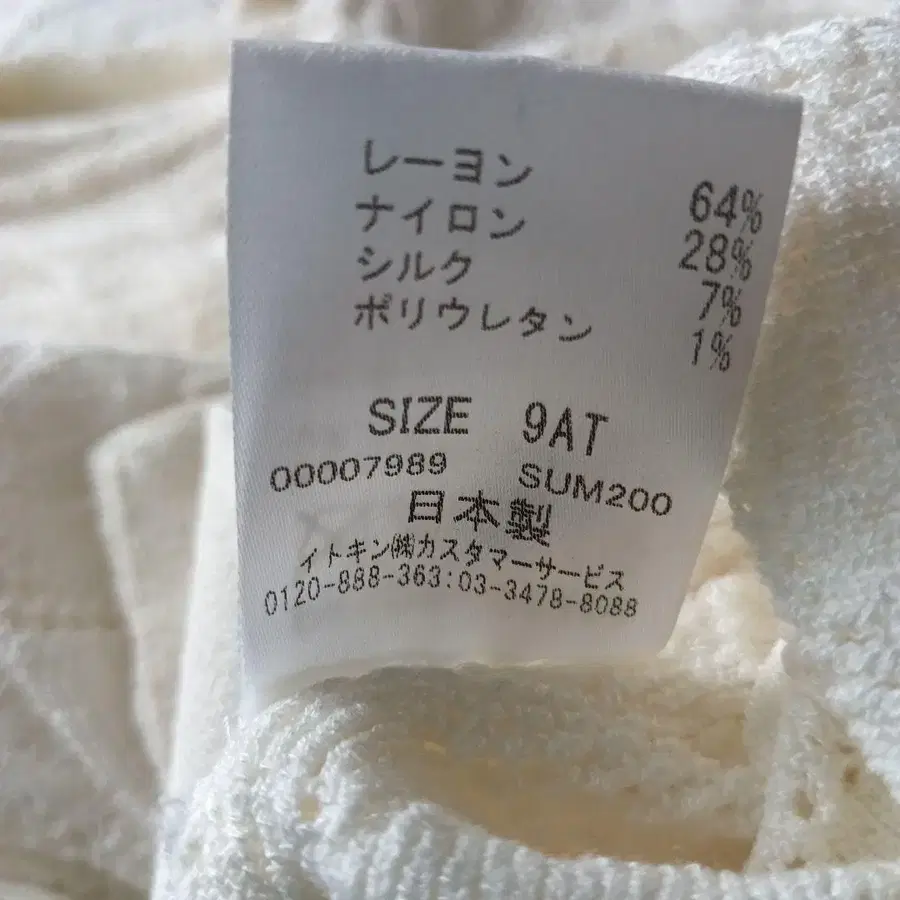 レーヨン 64%
ナイロン 28%
シルク 7%
ポリウレタン 1%
SIZE 9AT
00007989 SUM200
日本製
イトキン㈱カスタマーサービス
0120-888-363:03-3478-8088